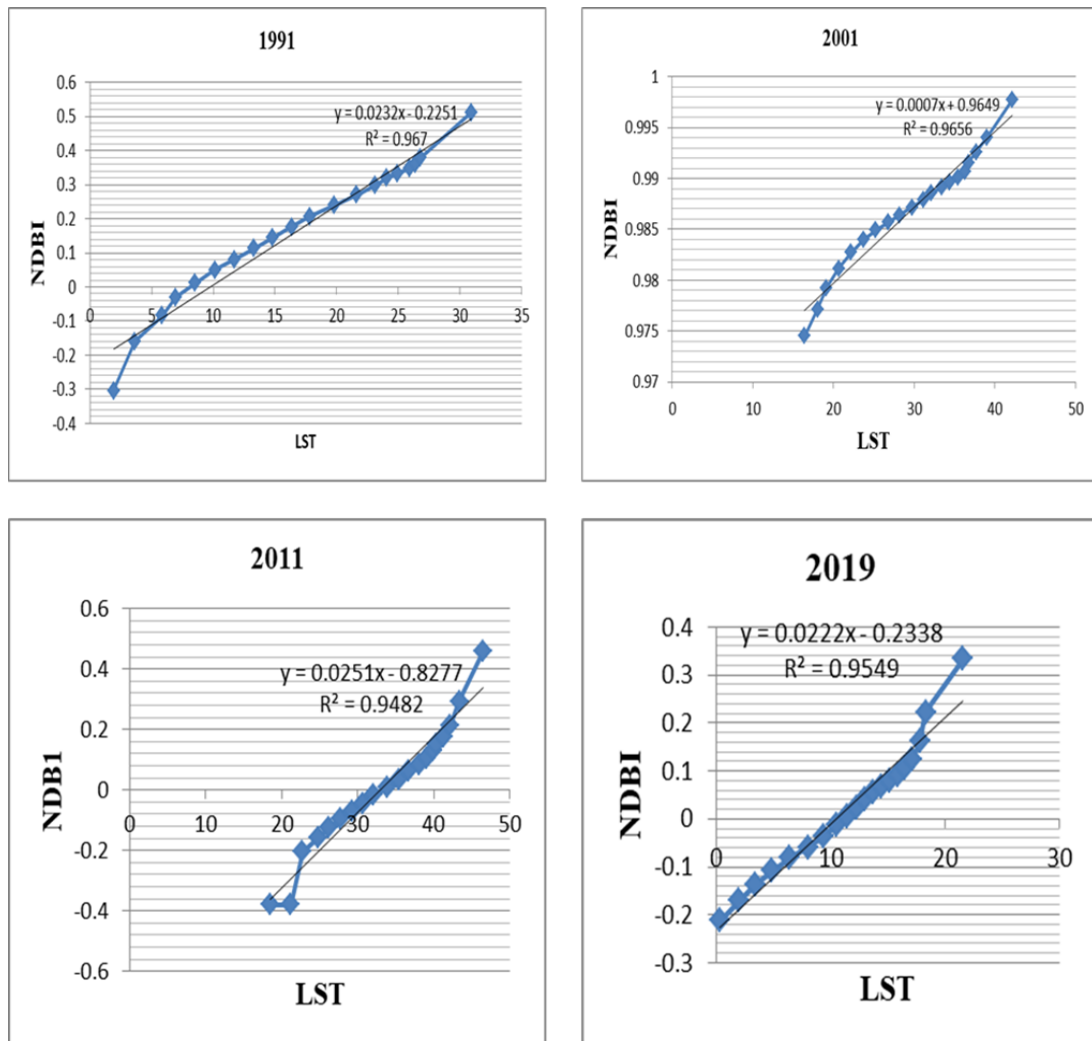 1991
NDBI
0.6
0.5
0.4
0.3
0.2
0.1
0
-0.1
-0.2
-0.3
-0.4
y = 0.0232x - 0.2251
R² = 0.967
0 5 10 15 20 25 30 35
LST
2001
NDBI
1
0.995
0.99
0.985
0.98
0.975
0.97
y = 0.0007x + 0.9649
R² = 0.9656
0 10 20 30 40 50
LST
2011
NDB1
0.6
0.4
0.2
0
-0.2
-0.4
-0.6
y = 0.0251x - 0.8277
R² = 0.9482
0 10 20 30 40 50
LST
2019
NDBI
0.4
0.3
0.2
0.1
0
-0.1
-0.2
-0.3
y = 0.0222x - 0.2338
R² = 0.9549
0 10 20 30
LST